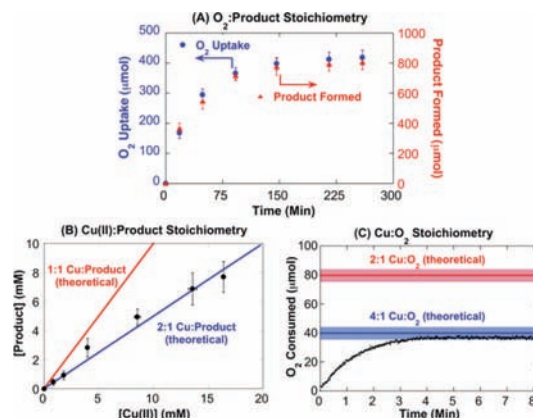 (A) O₂:Product Stoichiometry
500
400
300
200
100
0
O₂ Uptake (μmol)
O₂ Uptake
Product Formed
1000
800
600
400
200
0
Product Formed (μmol)
0 75 150 225 300
Time (Min)
(B) Cu(II):Product Stoichiometry
10
8
6
4
2
0
[Product] (mM)
1:1 Cu:Product
(theoretical)
2:1 Cu:Product
(theoretical)
0 5 10 15 20
[Cu(II)] (mM)
(C) Cu:O₂ Stoichiometry
100
80
60
40
20
0
O₂ Consumed (μmol)
2:1 Cu:O₂ (theoretical)
4:1 Cu:O₂ (theoretical)
0 1 2 3 4 5 6 7 8
Time (Min)